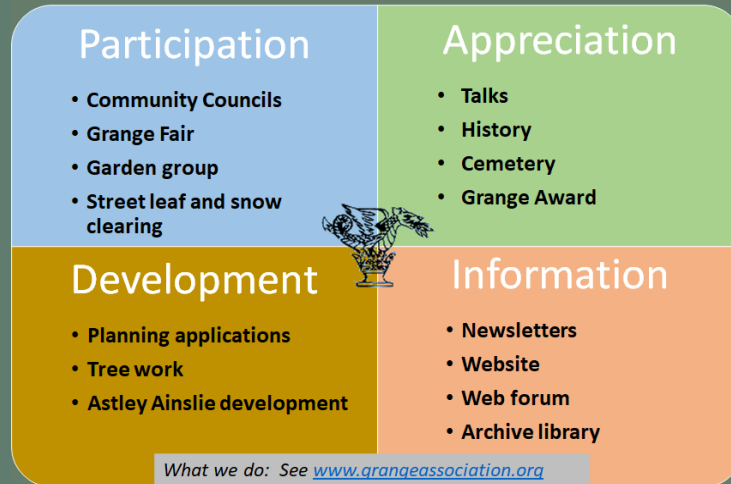 Participation
• Community Councils
• Grange Fair
• Garden group
• Street leaf and snow
clearing
Appreciation
• Talks
• History
• Cemetery
• Grange Award
Development
• Planning applications
• Tree work
• Astley Ainslie development
Information
• Newsletters
• Website
• Web forum
• Archive library
What we do: See www.grangeassociation.org